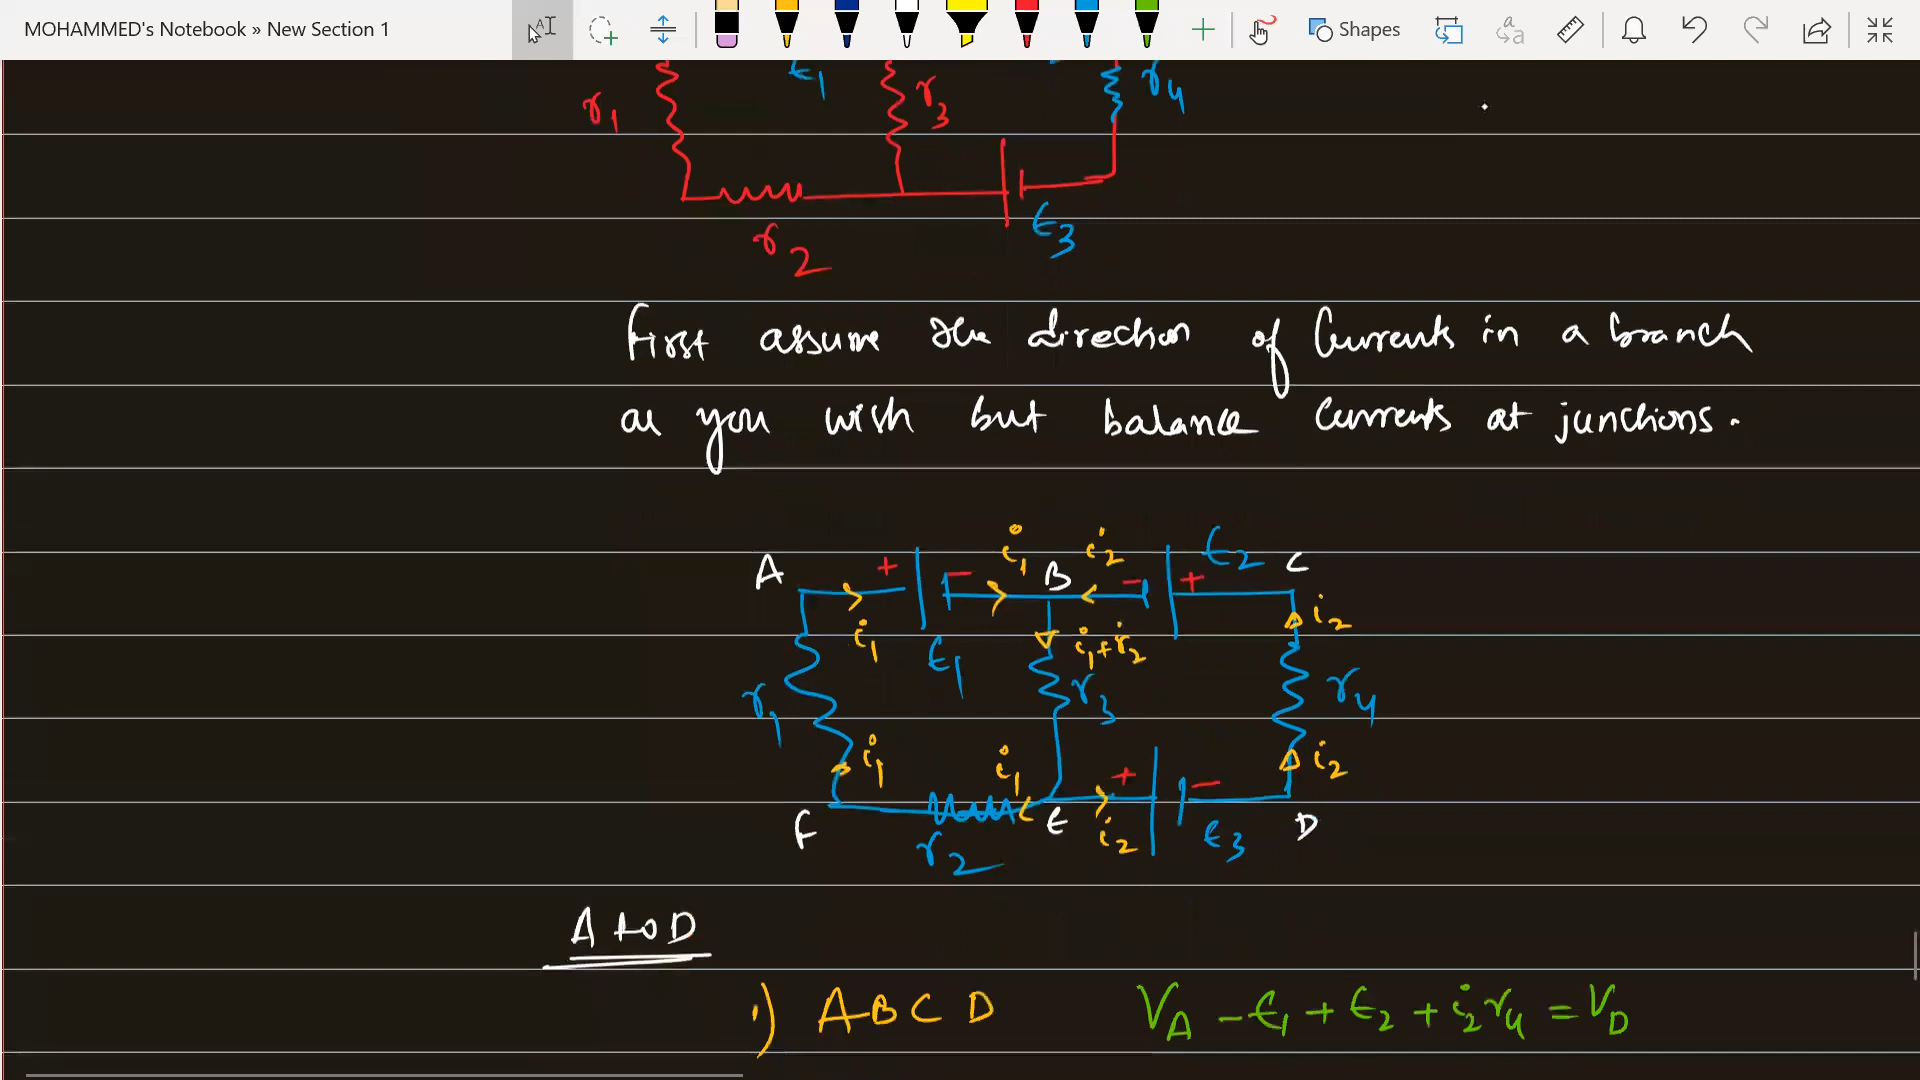 MOHAMMED's Notebook » New Section 1
Shapes
r1 ε1 r3 r4
ε3
r2
First assume the direction of Currents in a branch
as you wish but balance currents at junctions.
A + − i1 B i2 − + ε2 C
i1 ε1 i1+i2 i2
r1 r3 r4
i1 i1 + − i2
F r2 E i2 ε3 D
A to D
1) ABCD VA − ε1 + ε2 + i2r4 = VD